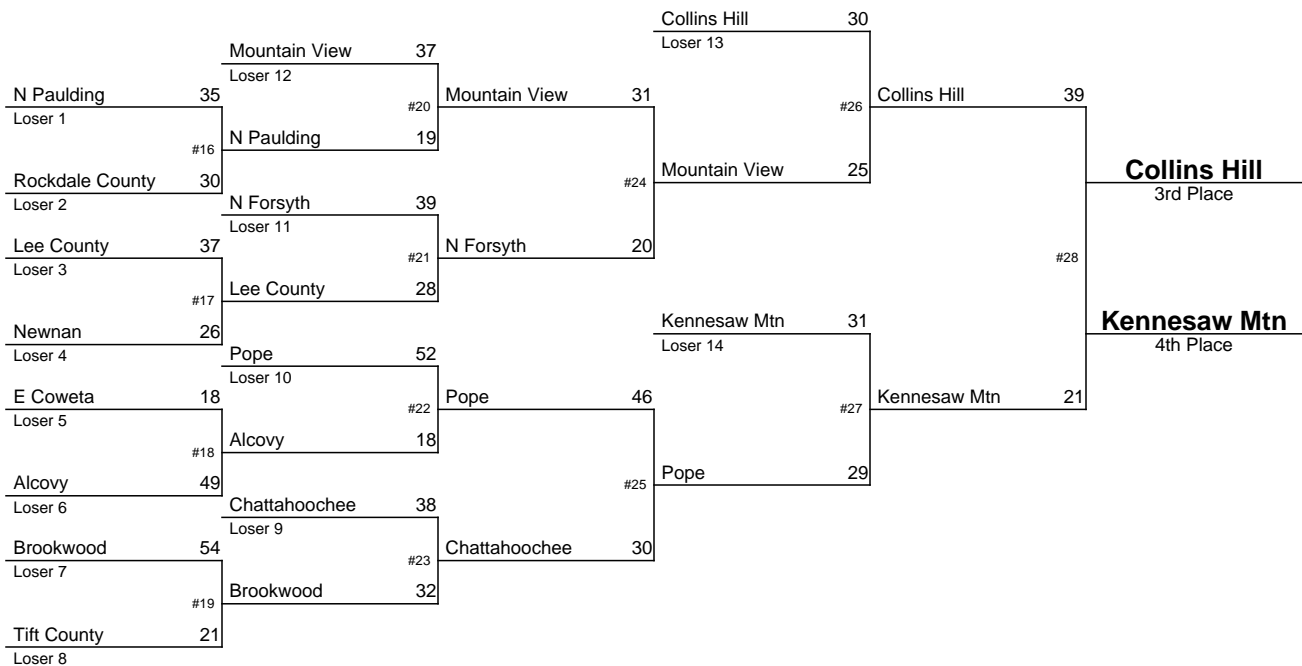 Collins Hill 30
Loser 13
Mountain View 37
Loser 12
N Paulding 35
Loser 1
#20
Mountain View 31
#26
Collins Hill 39
#16
N Paulding 19
Rockdale County 30
Loser 2
#24
Mountain View 25
Collins Hill
3rd Place
N Forsyth 39
Loser 11
Lee County 37
Loser 3
#21
N Forsyth 20
#28
#17
Lee County 28
Newnan 26
Loser 4
Kennesaw Mtn 31
Loser 14
Kennesaw Mtn
4th Place
Pope 52
Loser 10
E Coweta 18
Loser 5
#22
Pope 46
#27
Kennesaw Mtn 21
#18
Alcovy 18
Alcovy 49
Loser 6
#25
Pope 29
Chattahoochee 38
Loser 9
Brookwood 54
Loser 7
#23
Chattahoochee 30
#19
Brookwood 32
Tift County 21
Loser 8